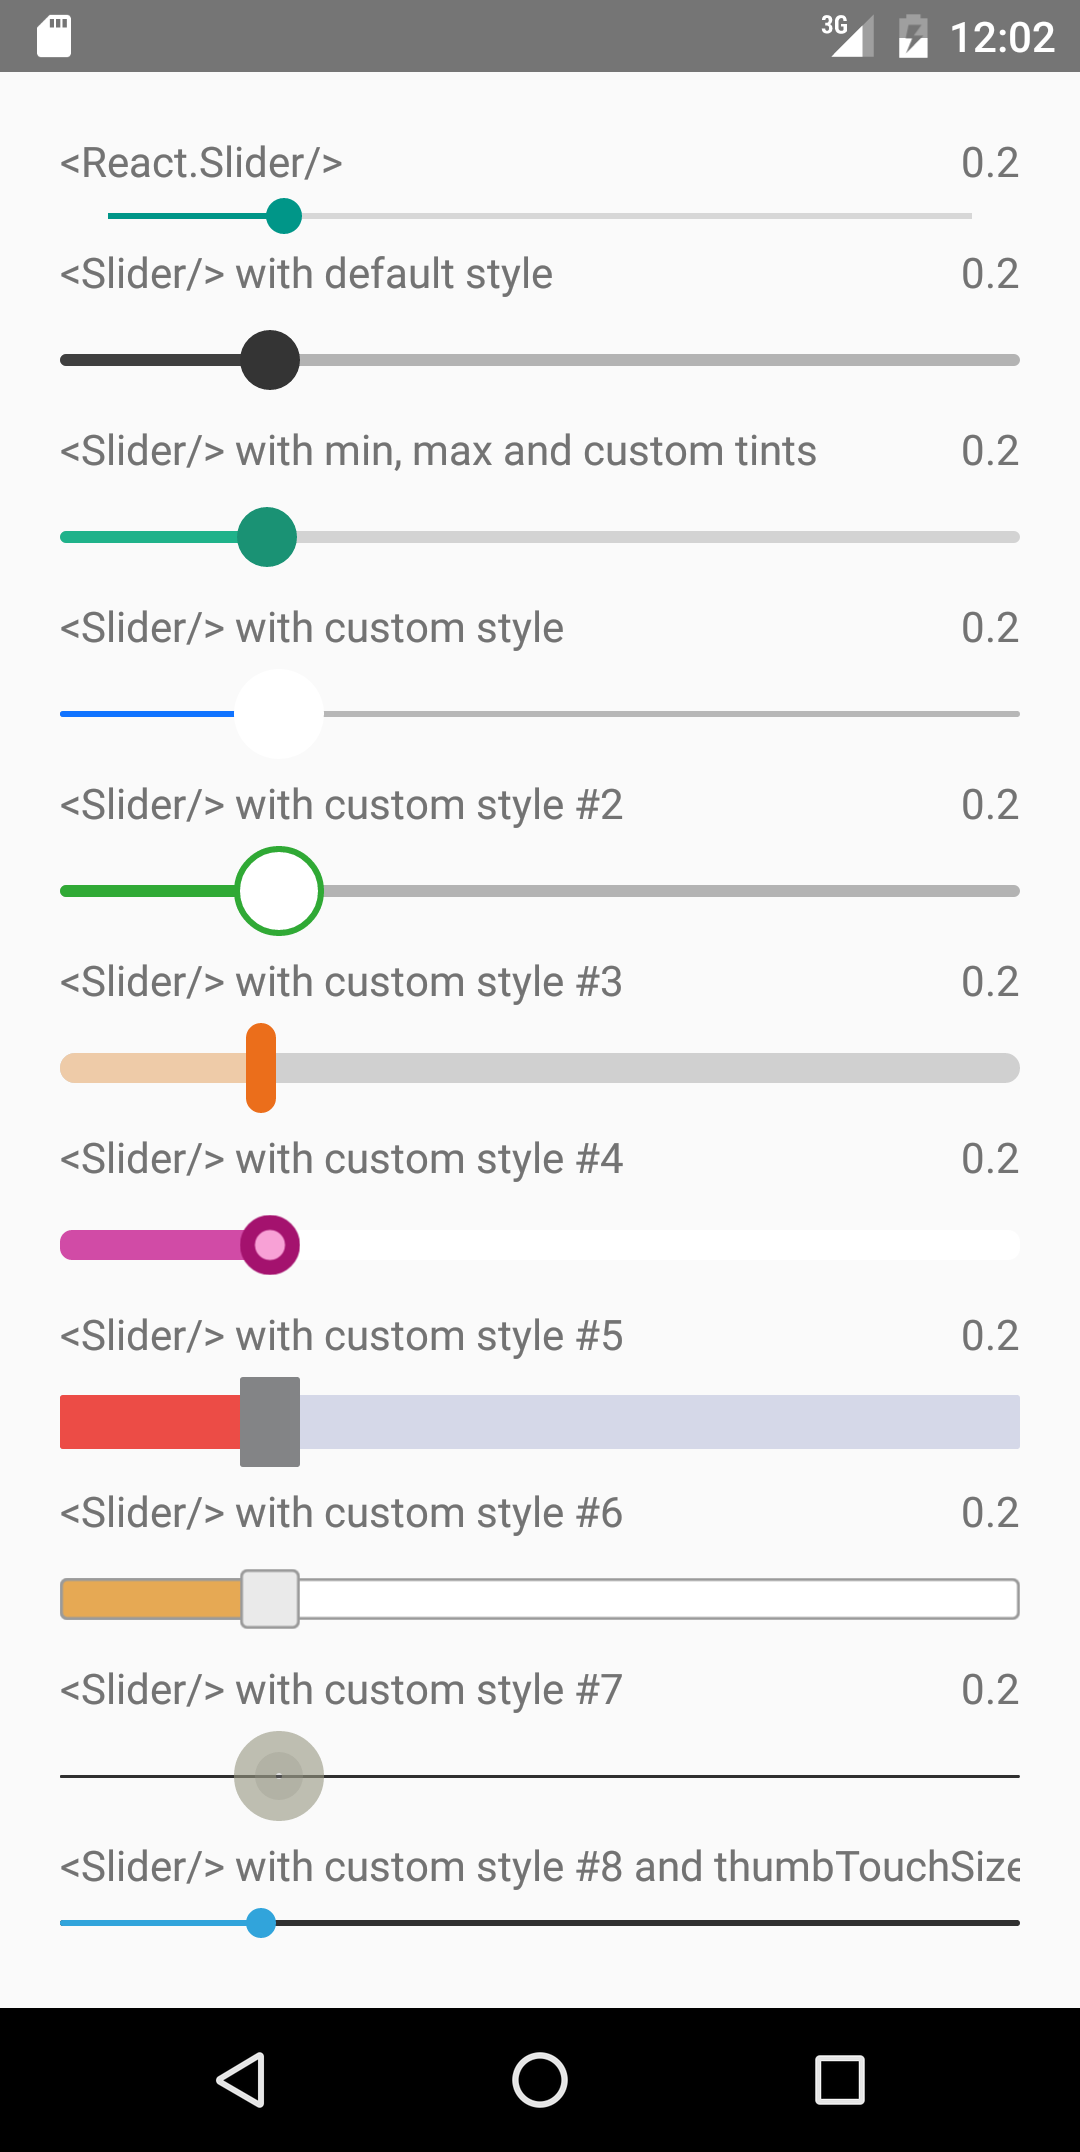 3G 12:02
<React.Slider/> 0.2
<Slider/> with default style 0.2
<Slider/> with min, max and custom tints 0.2
<Slider/> with custom style 0.2
<Slider/> with custom style #2 0.2
<Slider/> with custom style #3 0.2
<Slider/> with custom style #4 0.2
<Slider/> with custom style #5 0.2
<Slider/> with custom style #6 0.2
<Slider/> with custom style #7 0.2
<Slider/> with custom style #8 and thumbTouchSize